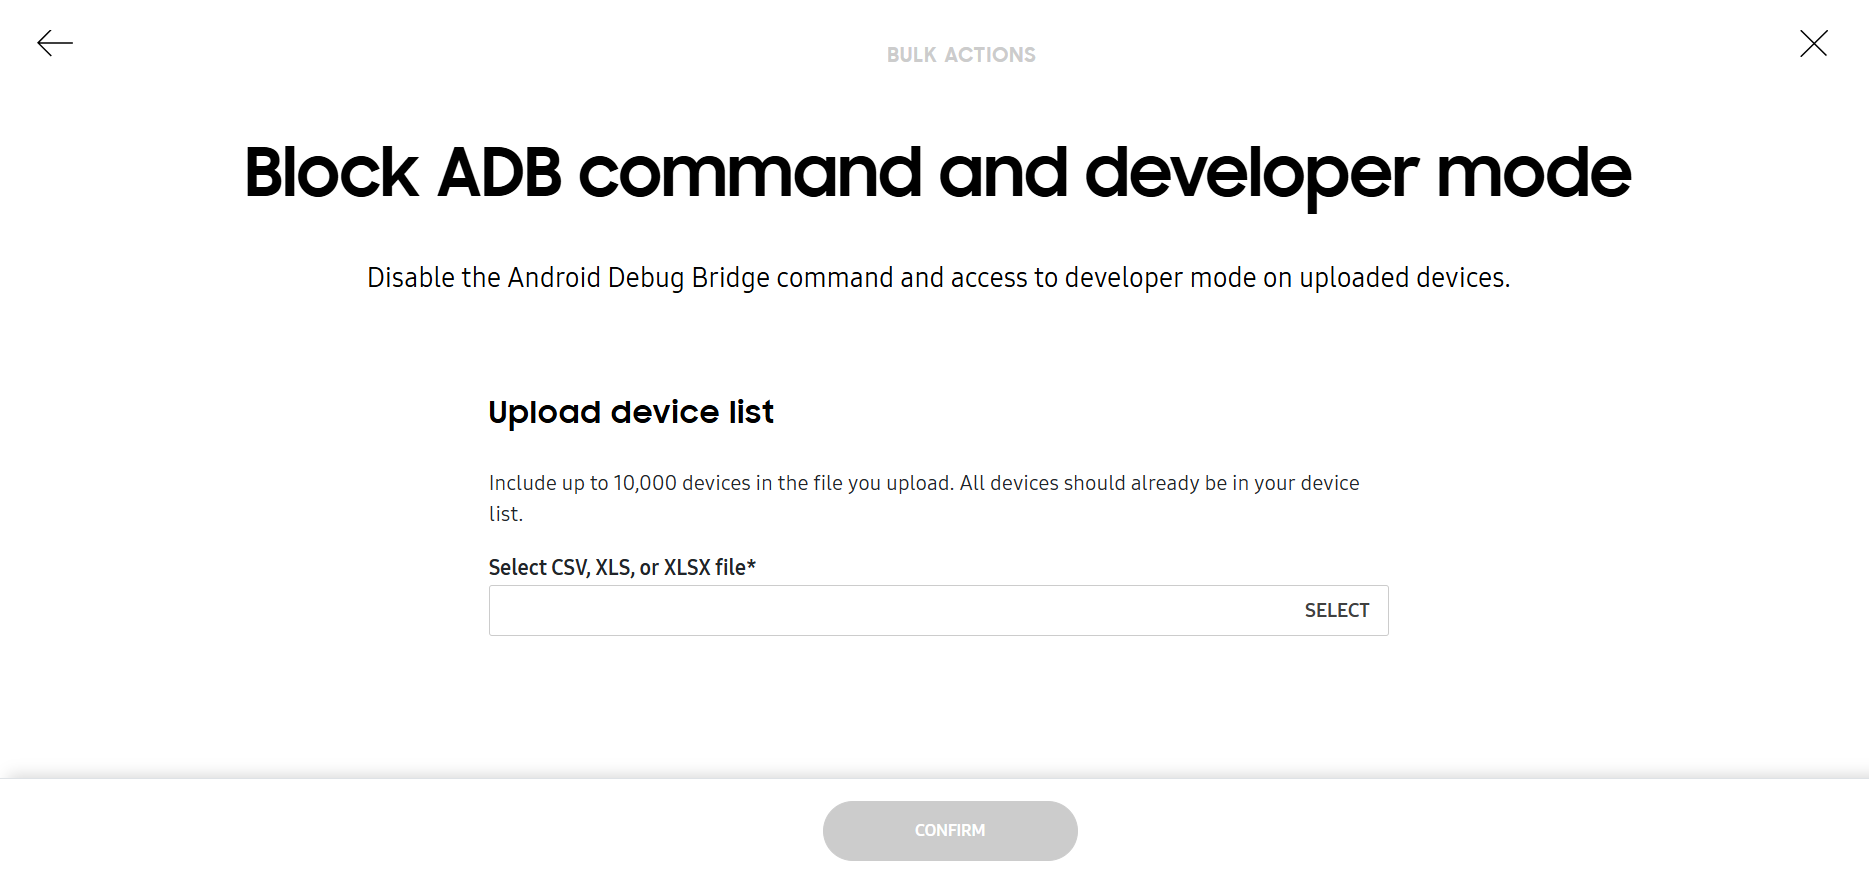 BULK ACTIONS
Block ADB command and developer mode
Disable the Android Debug Bridge command and access to developer mode on uploaded devices.
Upload device list
Include up to 10,000 devices in the file you upload. All devices should already be in your device
list.
Select CSV, XLS, or XLSX file*
SELECT
CONFIRM